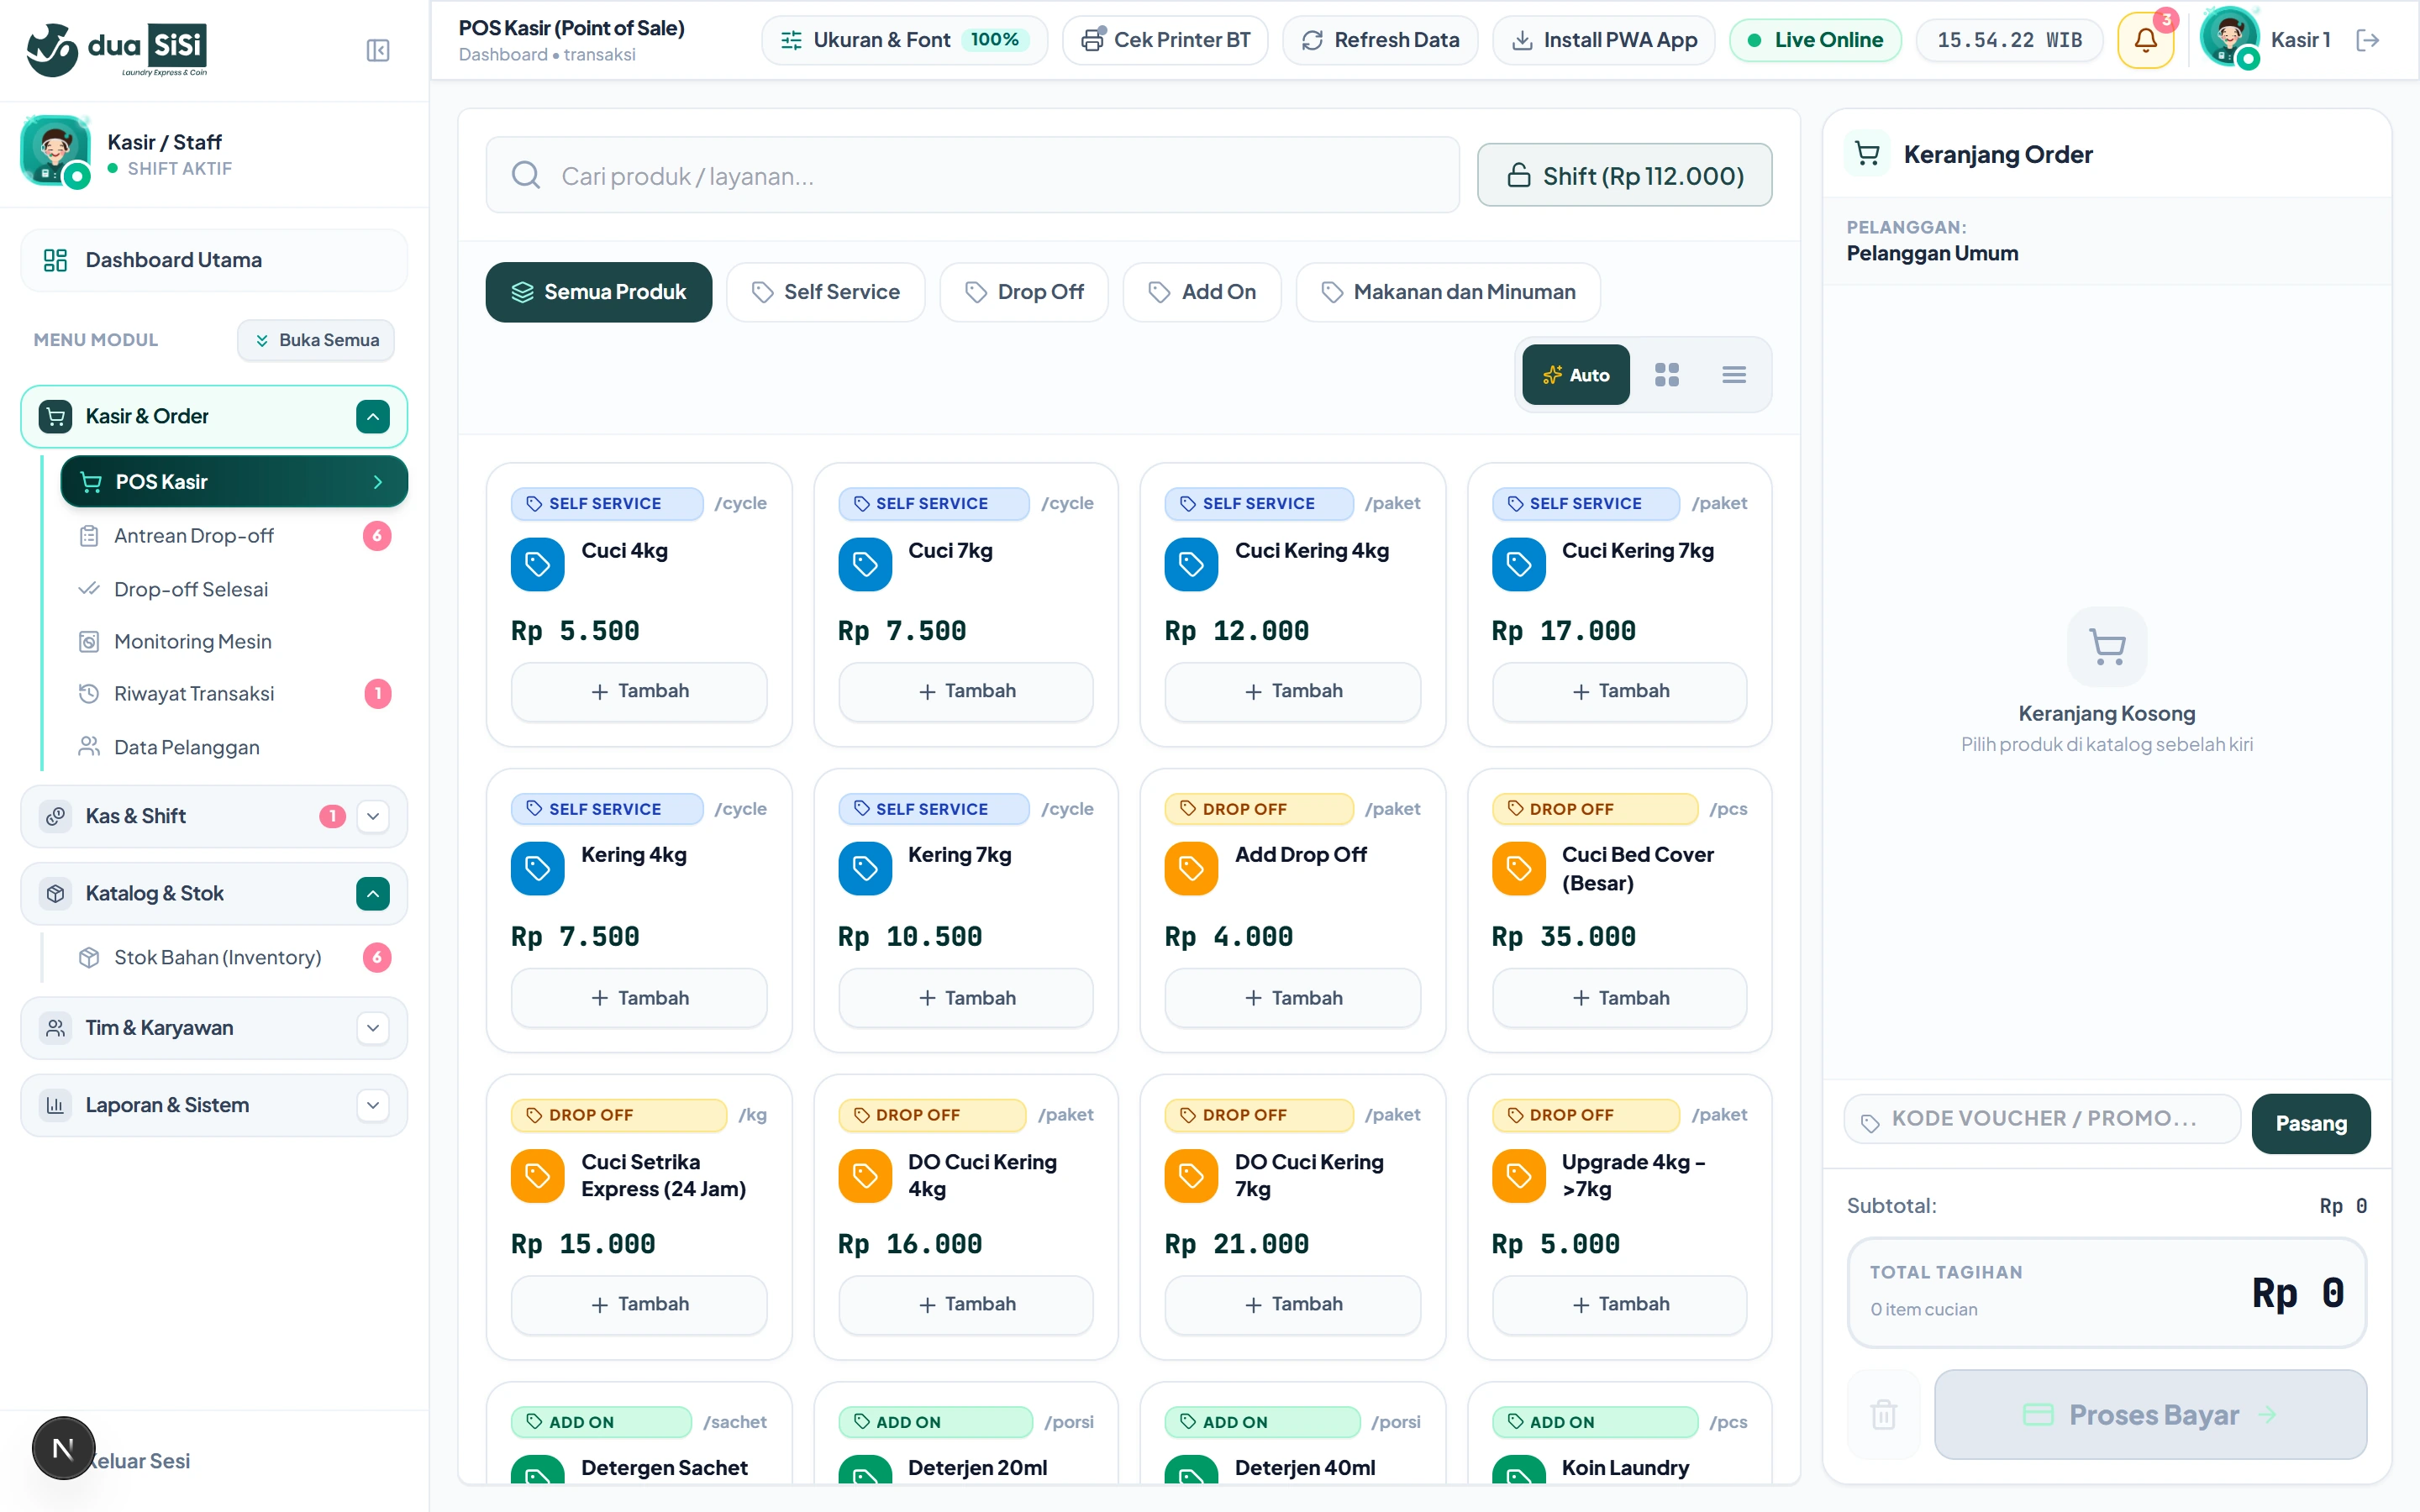 dua SiSi
Laundry Express & Coin
Kasir / Staff
SHIFT AKTIF
Dashboard Utama
MENU MODUL
Buka Semua
Kasir & Order
POS Kasir
Antrean Drop-off
6
Drop-off Selesai
Monitoring Mesin
Riwayat Transaksi
1
Data Pelanggan
Kas & Shift
1
Katalog & Stok
Stok Bahan (Inventory)
6
Tim & Karyawan
Laporan & Sistem
N
Keluar Sesi
POS Kasir (Point of Sale)
Dashboard • transaksi
Ukuran & Font 100%
Cek Printer BT
Refresh Data
Install PWA App
Live Online
15.54.22 WIB
3
Kasir 1
Cari produk / layanan...
Shift (Rp 112.000)
Semua Produk
Self Service
Drop Off
Add On
Makanan dan Minuman
Auto
SELF SERVICE /cycle
Cuci 4kg
Rp 5.500
+ Tambah
SELF SERVICE /cycle
Cuci 7kg
Rp 7.500
+ Tambah
SELF SERVICE /paket
Cuci Kering 4kg
Rp 12.000
+ Tambah
SELF SERVICE /paket
Cuci Kering 7kg
Rp 17.000
+ Tambah
SELF SERVICE /cycle
Kering 4kg
Rp 7.500
+ Tambah
SELF SERVICE /cycle
Kering 7kg
Rp 10.500
+ Tambah
DROP OFF /paket
Add Drop Off
Rp 4.000
+ Tambah
DROP OFF /pcs
Cuci Bed Cover
(Besar)
Rp 35.000
+ Tambah
DROP OFF /kg
Cuci Setrika
Express (24 Jam)
Rp 15.000
+ Tambah
DROP OFF /paket
DO Cuci Kering
4kg
Rp 16.000
+ Tambah
DROP OFF /paket
DO Cuci Kering
7kg
Rp 21.000
+ Tambah
DROP OFF /paket
Upgrade 4kg -
>7kg
Rp 5.000
+ Tambah
ADD ON /sachet
Detergen Sachet
ADD ON /porsi
Deterjen 20ml
ADD ON /porsi
Deterjen 40ml
ADD ON /pcs
Koin Laundry
Keranjang Order
PELANGGAN:
Pelanggan Umum
Keranjang Kosong
Pilih produk di katalog sebelah kiri
KODE VOUCHER / PROMO...
Pasang
Subtotal: Rp 0
TOTAL TAGIHAN
0 item cucian
Rp 0
Proses Bayar